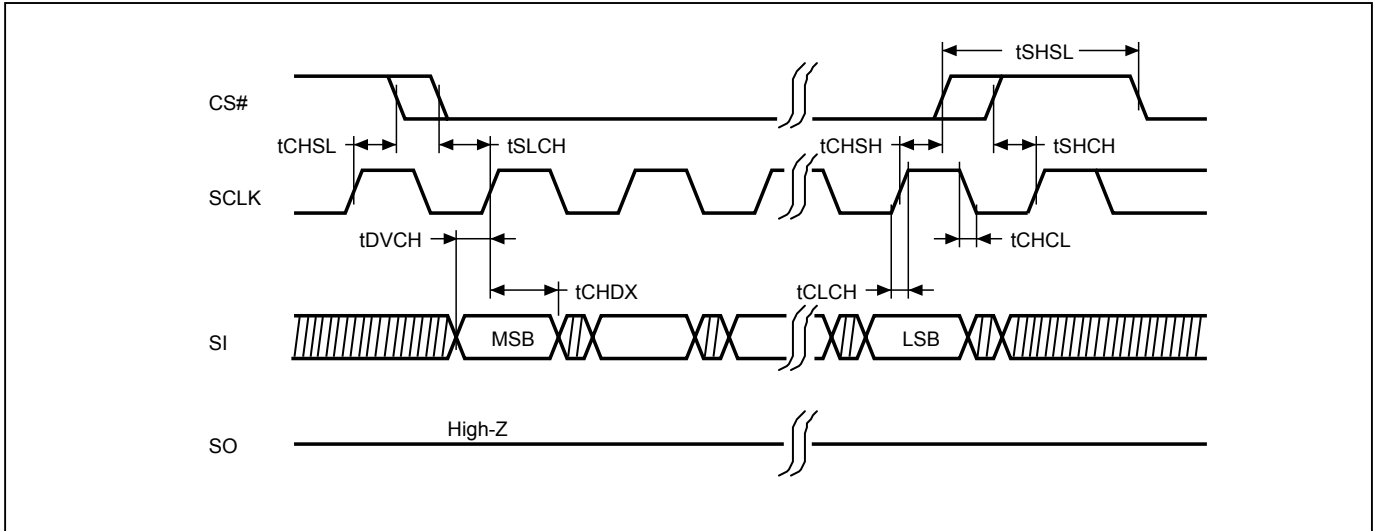 tSHSL
CS#
tCHSL
tSLCH
tCHSH
tSHCH
SCLK
tDVCH
tCHCL
tCHDX
tCLCH
SI
MSB
LSB
High-Z
SO